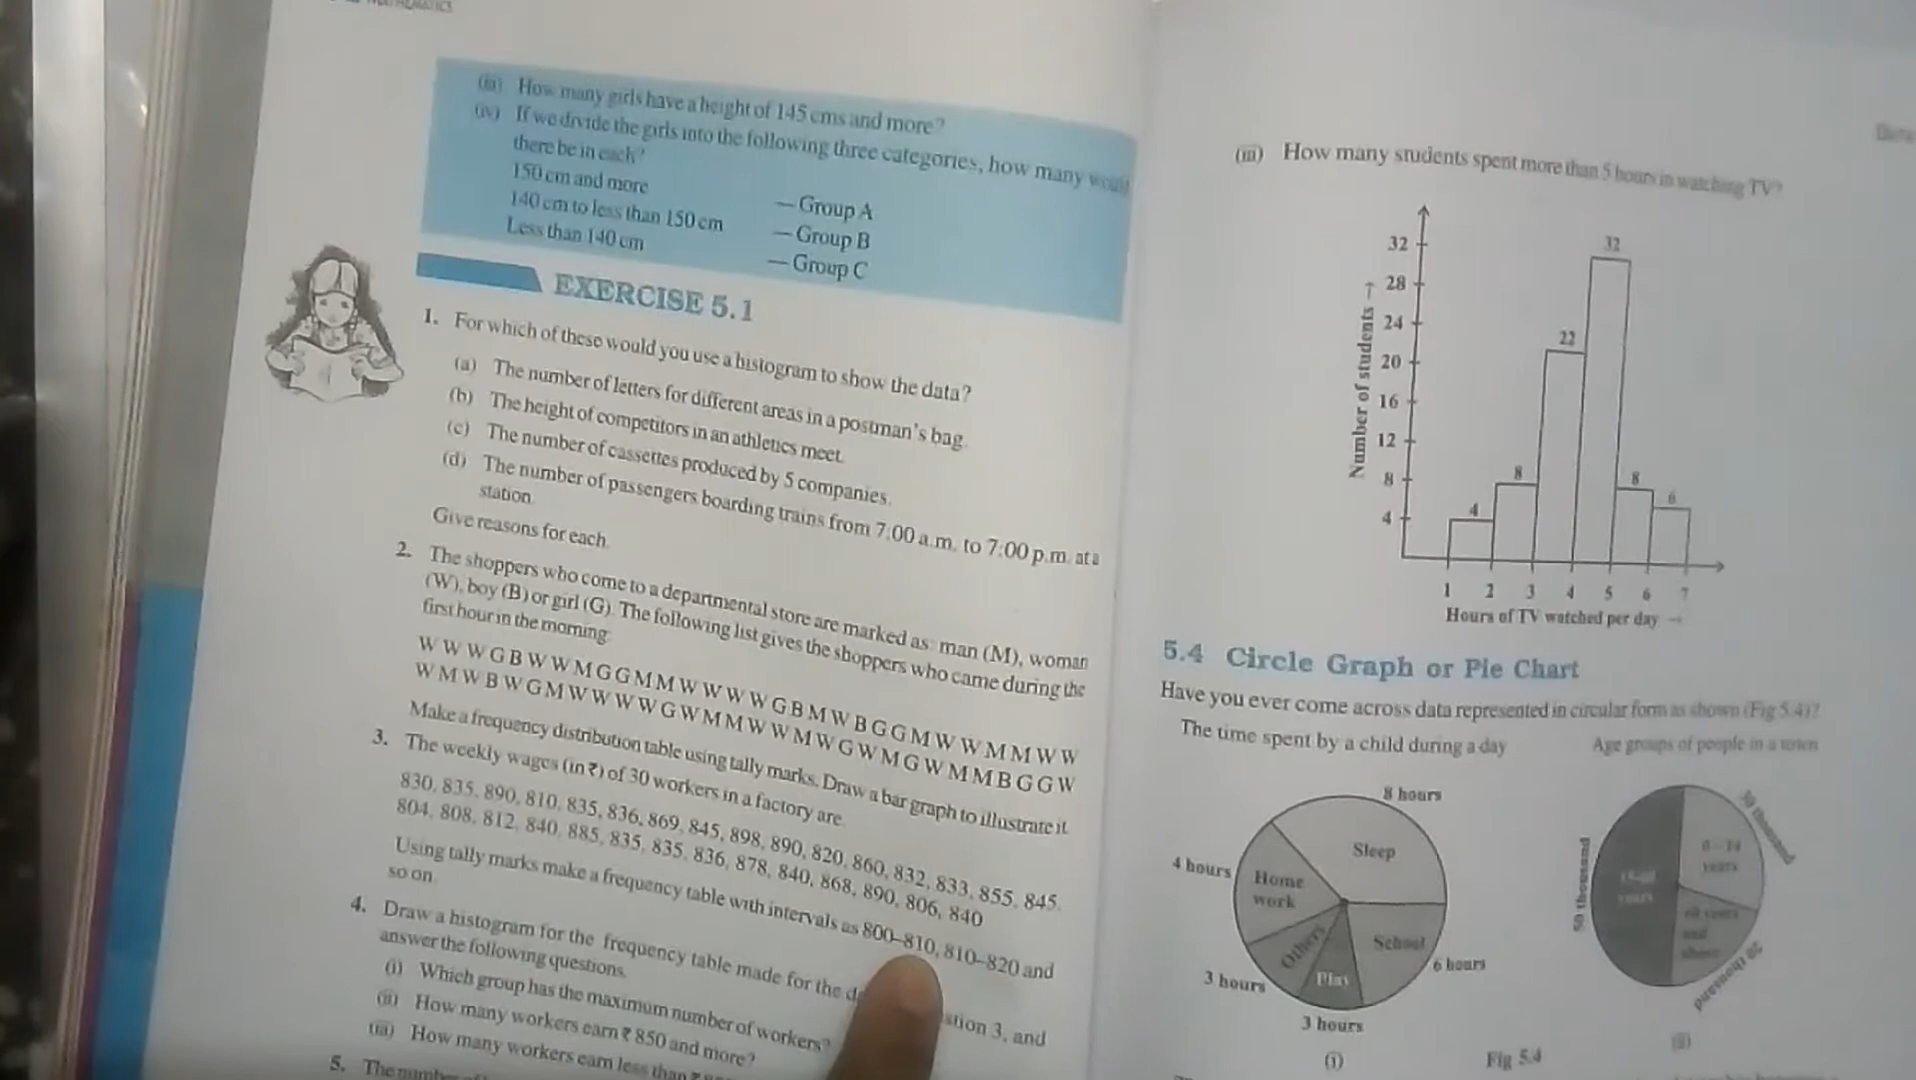 MATHEMATICS
(iii) How many girls have a height of 145 cms and more?
(iv) If we divide the girls into the following three categories, how many would
there be in each?
150 cm and more — Group A
140 cm to less than 150 cm — Group B
Less than 140 cm — Group C
EXERCISE 5.1
1. For which of these would you use a histogram to show the data?
(a) The number of letters for different areas in a postman's bag.
(b) The height of competitors in an athletics meet.
(c) The number of cassettes produced by 5 companies.
(d) The number of passengers boarding trains from 7:00 a.m. to 7:00 p.m. at a
station.
Give reasons for each.
2. The shoppers who come to a departmental store are marked as: man (M), woman
(W), boy (B) or girl (G). The following list gives the shoppers who came during the
first hour in the morning:
W W W G B W W M G G M M W W W W G B M W B G G M W W M M W W
W M W B W G M W W W W G W M M W W M W G W M G W M M B G G W
Make a frequency distribution table using tally marks. Draw a bar graph to illustrate it.
3. The weekly wages (in ₹) of 30 workers in a factory are.
830, 835, 890, 810, 835, 836, 869, 845, 898, 890, 820, 860, 832, 833, 855, 845,
804, 808, 812, 840, 885, 835, 835, 836, 878, 840, 868, 890, 806, 840
Using tally marks make a frequency table with intervals as 800–810, 810–820 and
so on.
4. Draw a histogram for the frequency table made for the stion 3, and
answer the following questions.
(i) Which group has the maximum number of workers?
(ii) How many workers earn ₹ 850 and more?
(iii) How many workers earn less than ₹
5. The
(iii) How many students spent more than 5 hours in watching TV?
Number of students →
32
28
24
20
16
12
8
4
4
8
22
32
8
6
1 2 3 4 5 6 7
Hours of TV watched per day →
5.4 Circle Graph or Pie Chart
Have you ever come across data represented in circular form as shown (Fig 5.4)?
The time spent by a child during a day
Age groups of people in a town
8 hours
Sleep
4 hours
Home
work
Others
School
6 hours
Play
3 hours
3 hours
(i)
50 thousand
30 thousand
20 thousand
0 – 14
years
years
and
above
(ii)
Fig 5.4